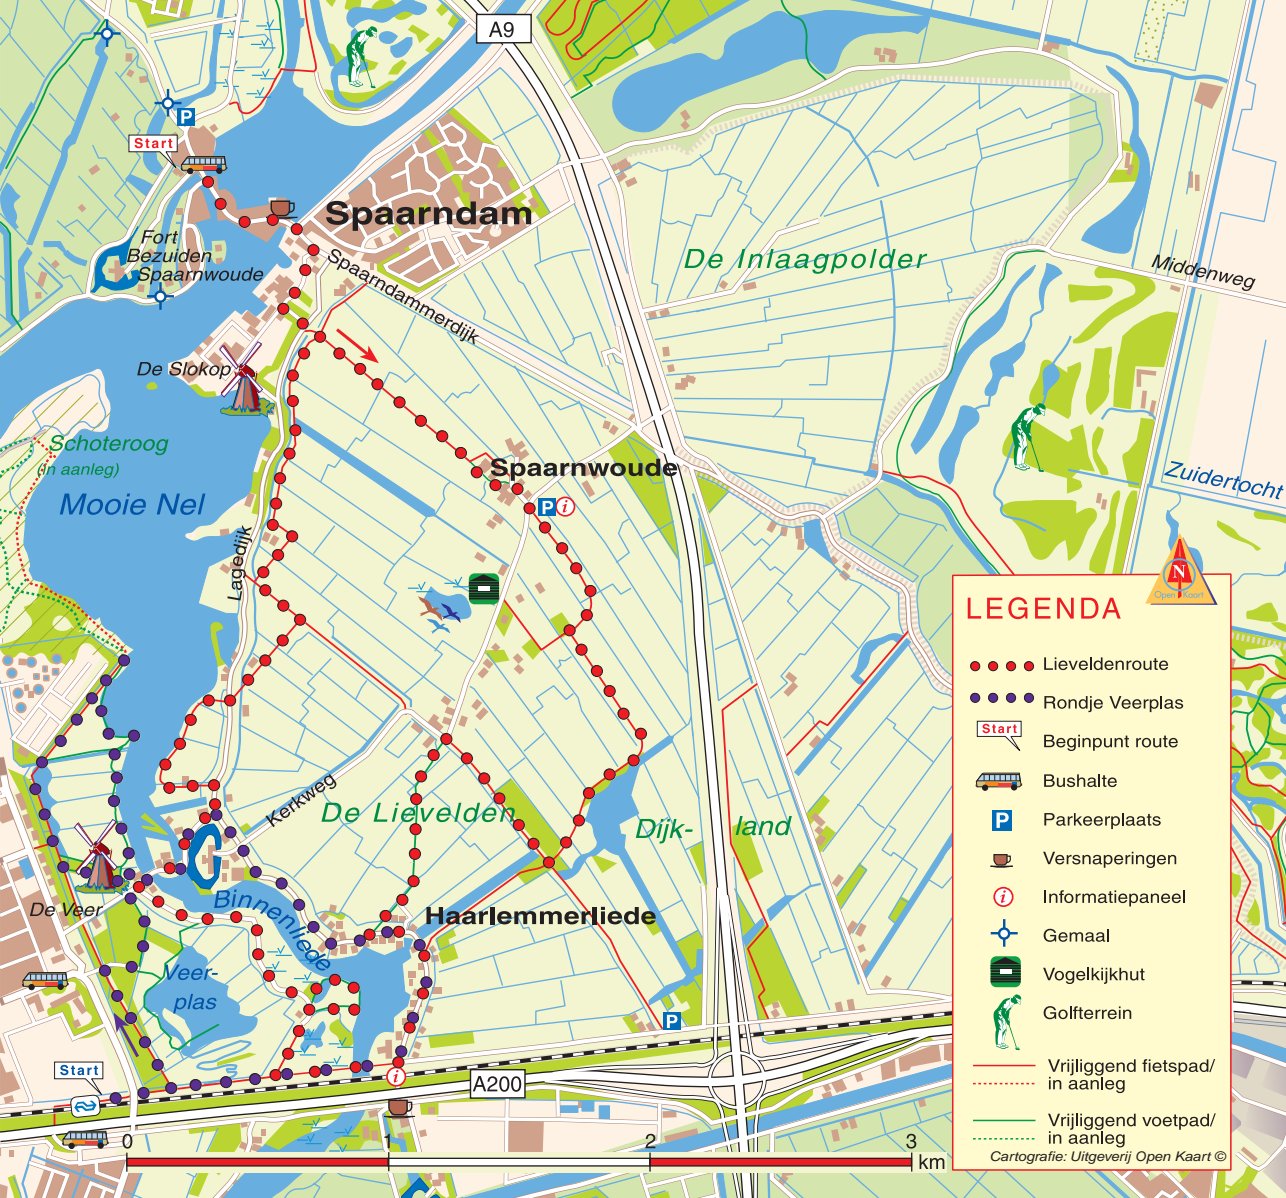 A9
P
Start
Spaarndam
Fort
Bezuiden
Spaarnwoude
Spaarndammerdijk
De Inlaagpolder
Middenweg
De Slokop
Schoteroog
(in aanleg)
Mooie Nel
Spaarnwoude
P i
Zuidertocht
Lagedijk
Kerkweg
De Lievelden
Dijk-
land
De Veer
Binnenliede
Haarlemmerliede
Veer-
plas
P
Start
i
A200
0 1 2 3 km
N
Open Kaart
LEGENDA
Lieveldenroute
Rondje Veerplas
Start
Beginpunt route
Bushalte
P
Parkeerplaats
Versnaperingen
i
Informatiepaneel
Gemaal
Vogelkijkhut
Golfterrein
Vrijliggend fietspad/
in aanleg
Vrijliggend voetpad/
in aanleg
Cartografie: Uitgeverij Open Kaart ©